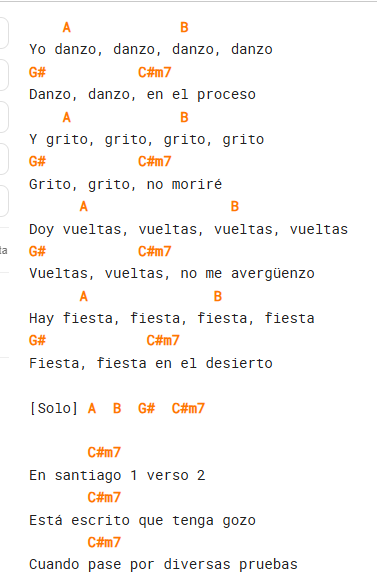 A B
Yo danzo, danzo, danzo, danzo
G# C#m7
Danzo, danzo, en el proceso
A B
Y grito, grito, grito, grito
G# C#m7
Grito, grito, no moriré
A B
Doy vueltas, vueltas, vueltas, vueltas
G# C#m7
Vueltas, vueltas, no me avergüenzo
A B
Hay fiesta, fiesta, fiesta, fiesta
G# C#m7
Fiesta, fiesta en el desierto
[Solo] A B G# C#m7
C#m7
En santiago 1 verso 2
C#m7
Está escrito que tenga gozo
C#m7
Cuando pase por diversas pruebas